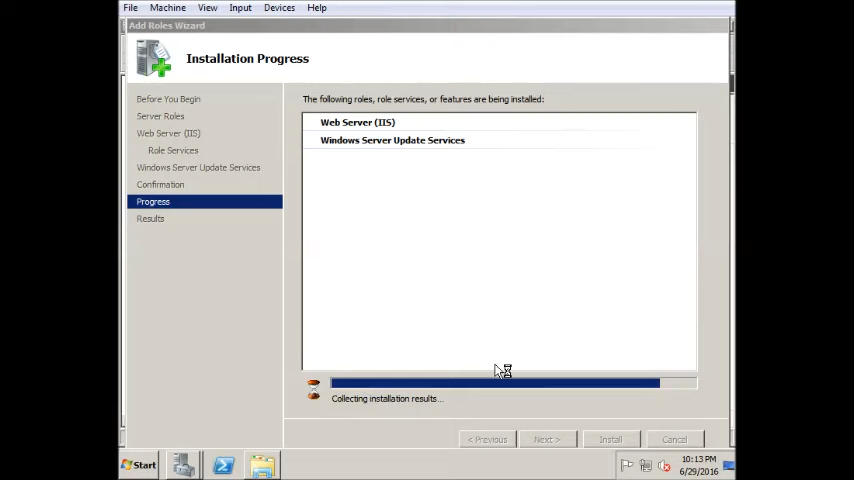 File Machine View Input Devices Help
Add Roles Wizard
Installation Progress
Before You Begin
Server Roles
Web Server (IIS)
Role Services
Windows Server Update Services
Confirmation
Progress
Results
The following roles, role services, or features are being installed:
Web Server (IIS)
Windows Server Update Services
Collecting installation results...
< Previous Next > Install Cancel
Start
10:13 PM
6/29/2016